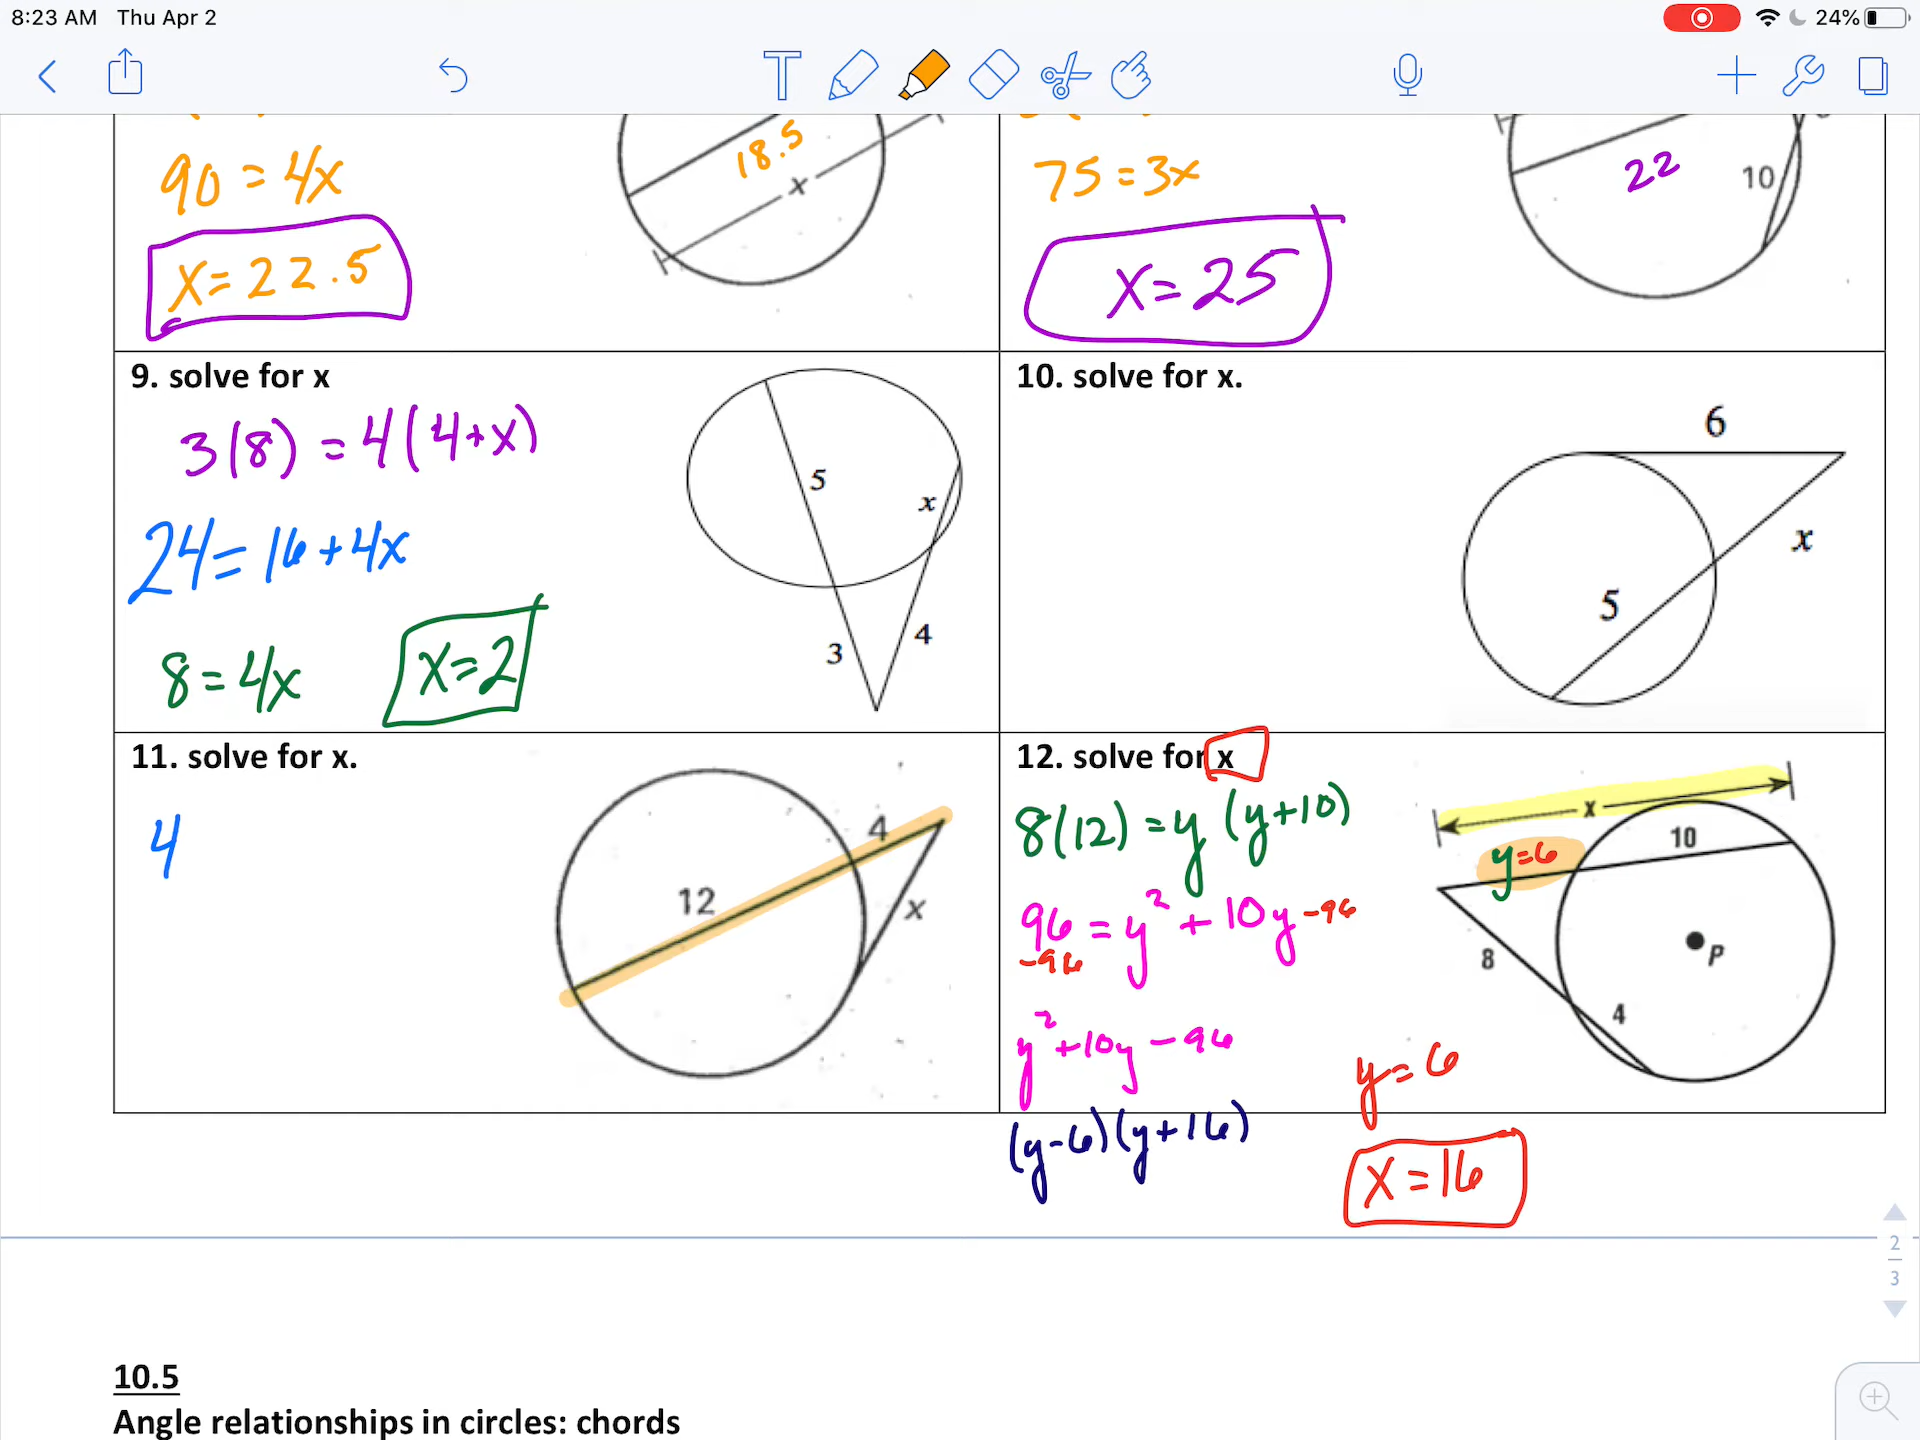 8:23 AM Thu Apr 2
24%
T
90 = 4x
x = 22.5
18.5
x
75 = 3x
x = 25
22
10
9. solve for x
3(8) = 4(4+x)
24 = 16 + 4x
8 = 4x
x = 2
5
x
3
4
10. solve for x.
6
x
5
11. solve for x.
4
4
12
x
12. solve for x
8(12) = y(y+10)
96 = y² + 10y -96
-96
y² + 10y - 96
(y-6)(y+16)
y = 6
x = 16
x
10
y=6
8
4
P
2
3
10.5
Angle relationships in circles: chords